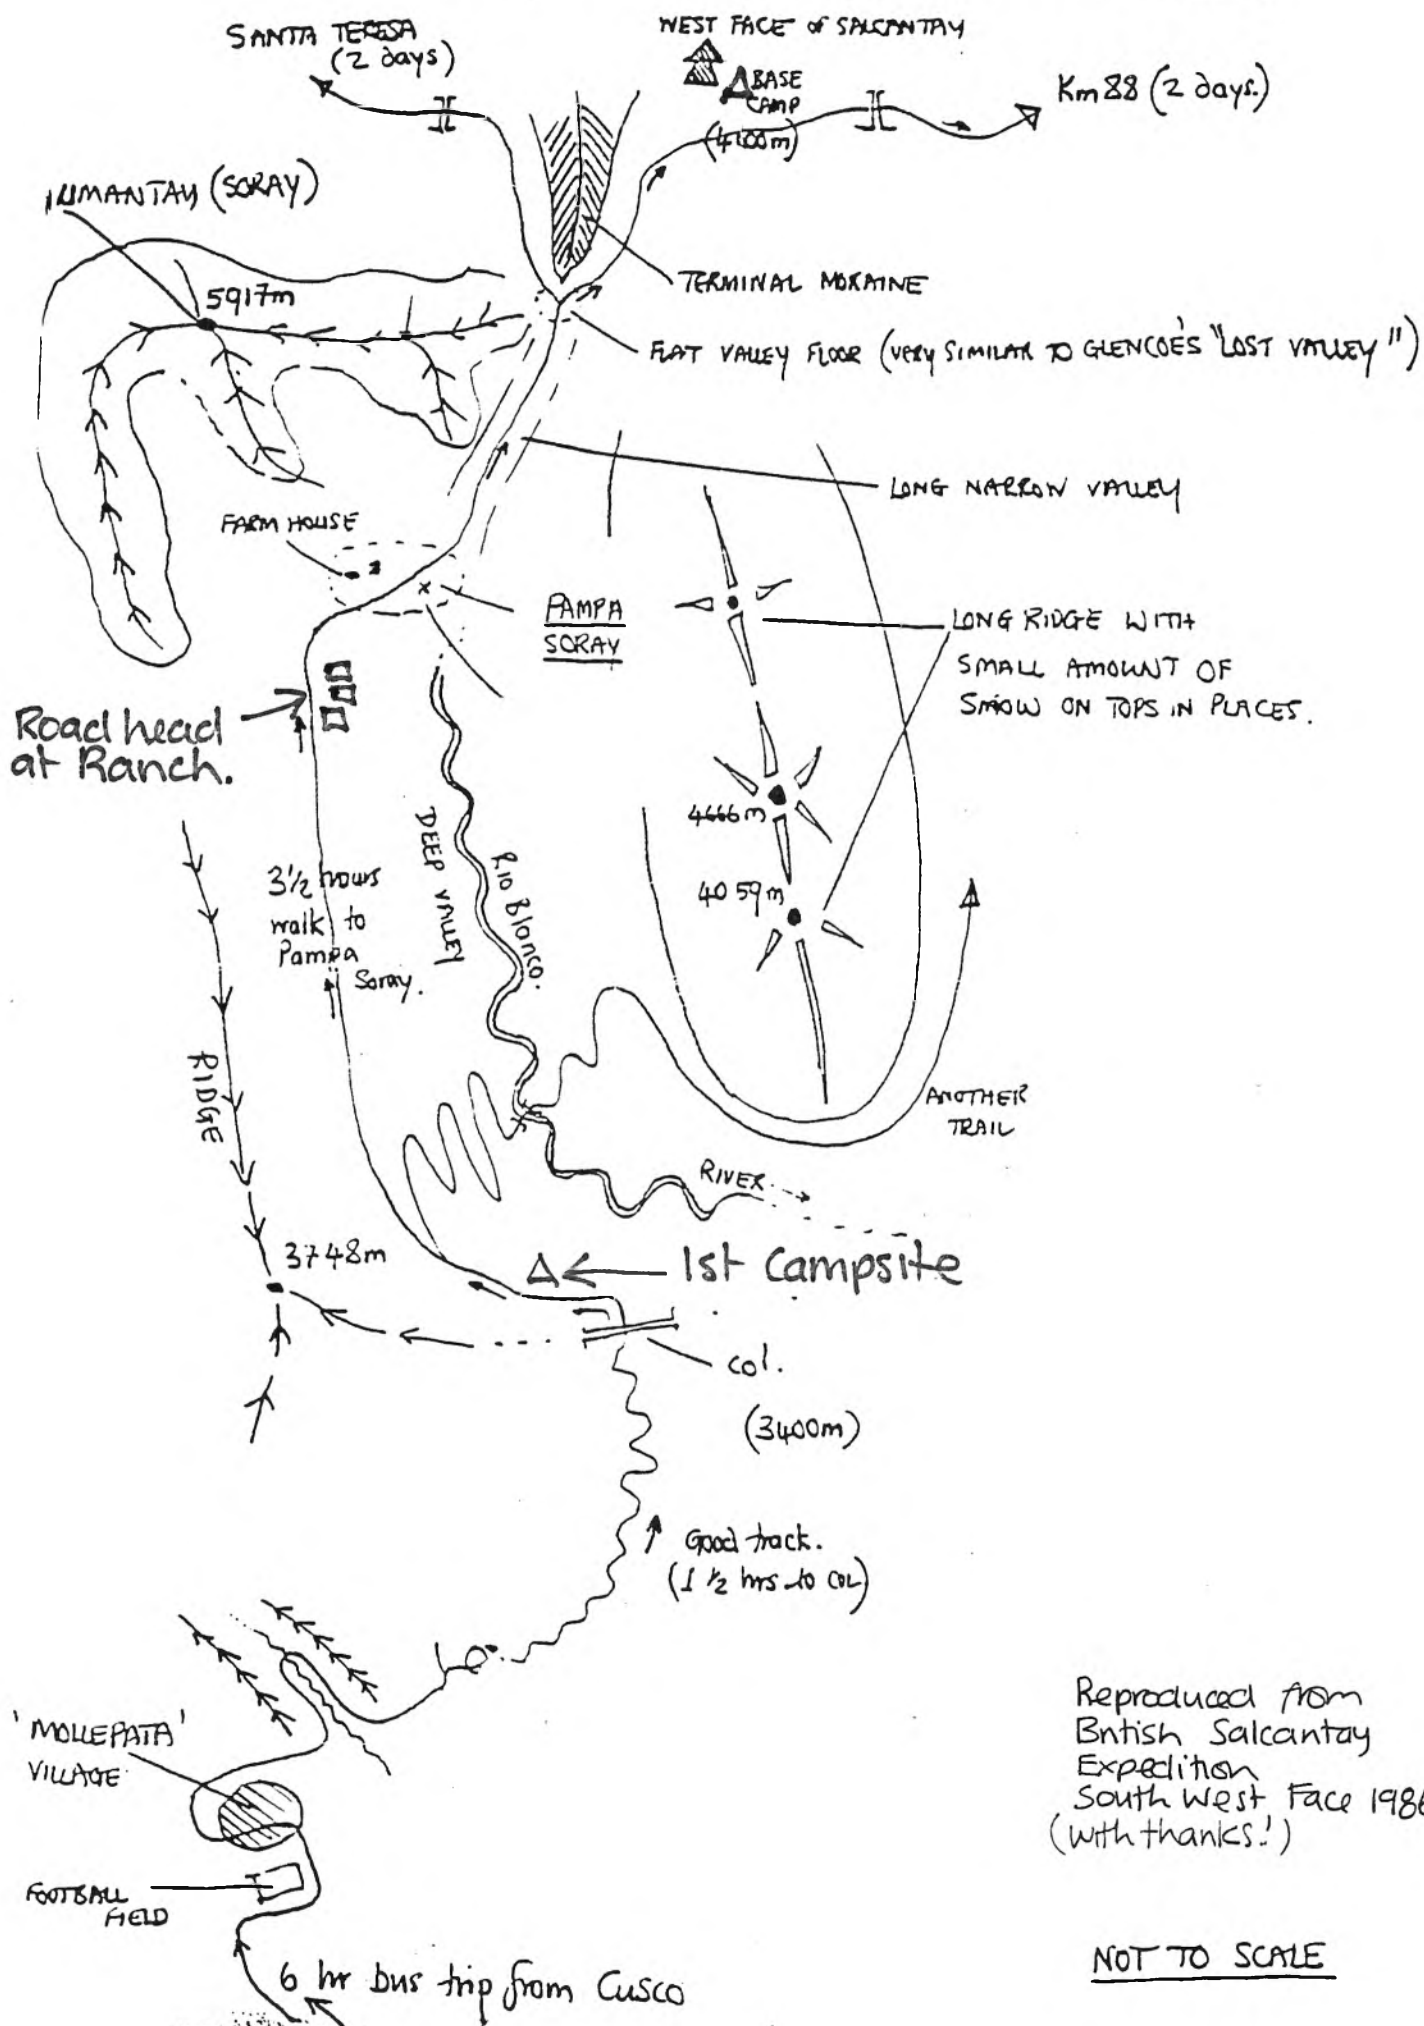 SANTA TERESA
(2 days)
WEST FACE of SALCANTAY
BASE
CAMP
(4100m)
Km 88 (2 days.)
HUMANTAY (SORAY)
5917m
TERMINAL MORAINE
FLAT VALLEY FLOOR (VERY SIMILAR TO GLENCOE'S "LOST VALLEY")
LONG NARROW VALLEY
FARM HOUSE
PAMPA
SORAY
LONG RIDGE WITH
SMALL AMOUNT OF
SNOW ON TOPS IN PLACES.
Road head
at Ranch.
4666m
4059m
DEEP VALLEY
Rio Blanco.
3½ hours
walk to
Pampa
Soray.
RIDGE
ANOTHER
TRAIL
RIVER
3748m
1st Campsite
Col.
(3400m)
Good track.
(1 ½ hrs to COL)
'MOLLEPATA'
VILLAGE
FOOTBALL
FIELD
6 hr bus trip from Cusco
Reproduced from
British Salcantay
Expedition
South West Face 1986
(with thanks!)
NOT TO SCALE